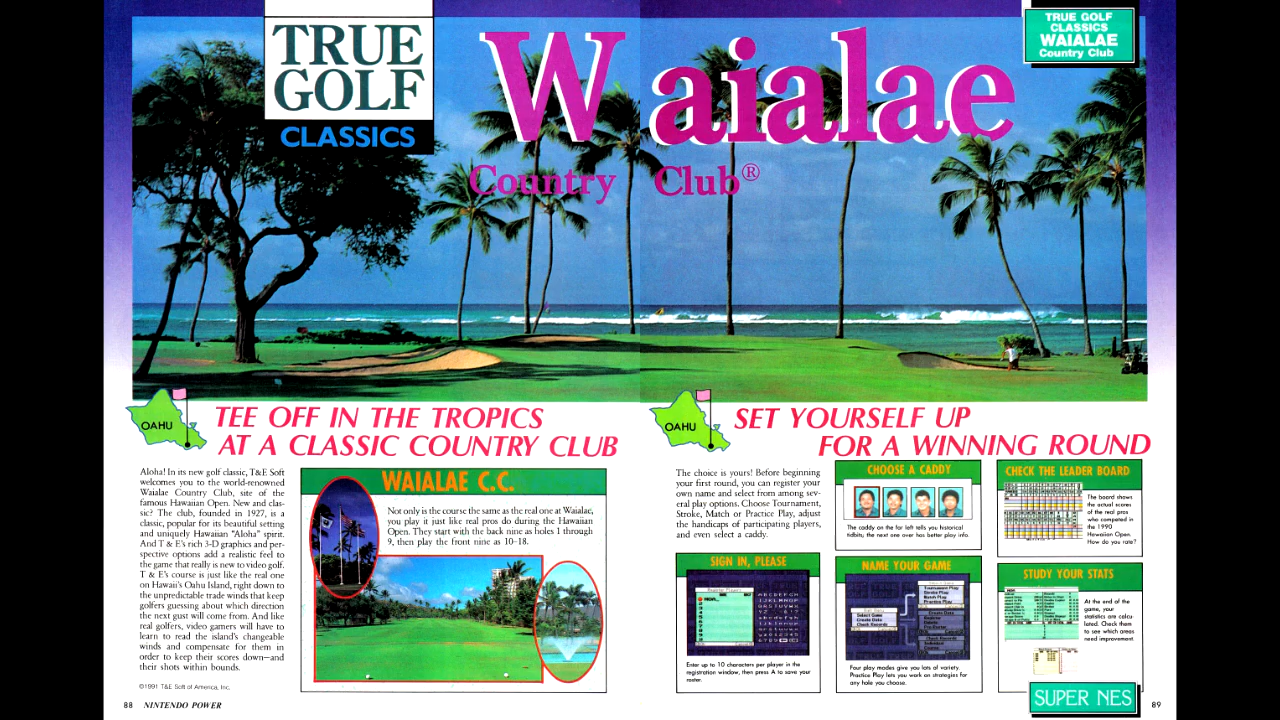 TRUE
GOLF
CLASSICS
Waialae
Country Club®
TRUE GOLF
CLASSICS
WAIALAE
Country Club
OAHU
TEE OFF IN THE TROPICS
AT A CLASSIC COUNTRY CLUB
Aloha! In its new golf classic, T&E Soft
welcomes you to the world-renowned
Waialae Country Club, site of the
famous Hawaiian Open. New and clas-
sic? The club, founded in 1927, is a
classic, popular for its beautiful setting
and uniquely Hawaiian "Aloha" spirit.
And T & E's rich 3-D graphics and per-
spective options add a realistic feel to
the game that really is new to video golf.
T & E's course is just like the real one
on Hawaii's Oahu Island, right down to
the unpredictable trade winds that keep
golfers guessing about which direction
the next gust will come from. And like
real golfers, video gamers will have to
learn to read the island's changeable
winds and compensate for them in
order to keep their scores down—and
their shots within bounds.
©1991 T&E Soft of America, Inc.
WAIALAE C.C.
Not only is the course the same as the real one at Waialae,
you play it just like real pros do during the Hawaiian
Open. They start with the back nine as holes 1 through
9, then play the front nine as 10-18.
88 NINTENDO POWER
OAHU
SET YOURSELF UP
FOR A WINNING ROUND
The choice is yours! Before beginning
your first round, you can register your
own name and select from among sev-
eral play options. Choose Tournament,
Stroke, Match or Practice Play, adjust
the handicaps of participating players,
and even select a caddy.
CHOOSE A CADDY
The caddy on the far left tells you historical
tidbits; the next one over has better play info.
CHECK THE LEADER BOARD
The board shows
the actual scores
of the real pros
who competed in
the 1990
Hawaiian Open.
How do you rate?
SIGN IN, PLEASE
Enter up to 10 characters per player in the
registration window, then press A to save your
roster.
NAME YOUR GAME
Four play modes give you lots of variety.
Practice Play lets you work on strategies for
any hole you choose.
STUDY YOUR STATS
At the end of the
game, your
statistics are calcu-
lated. Check them
to see which areas
need improvement.
SUPER NES
89